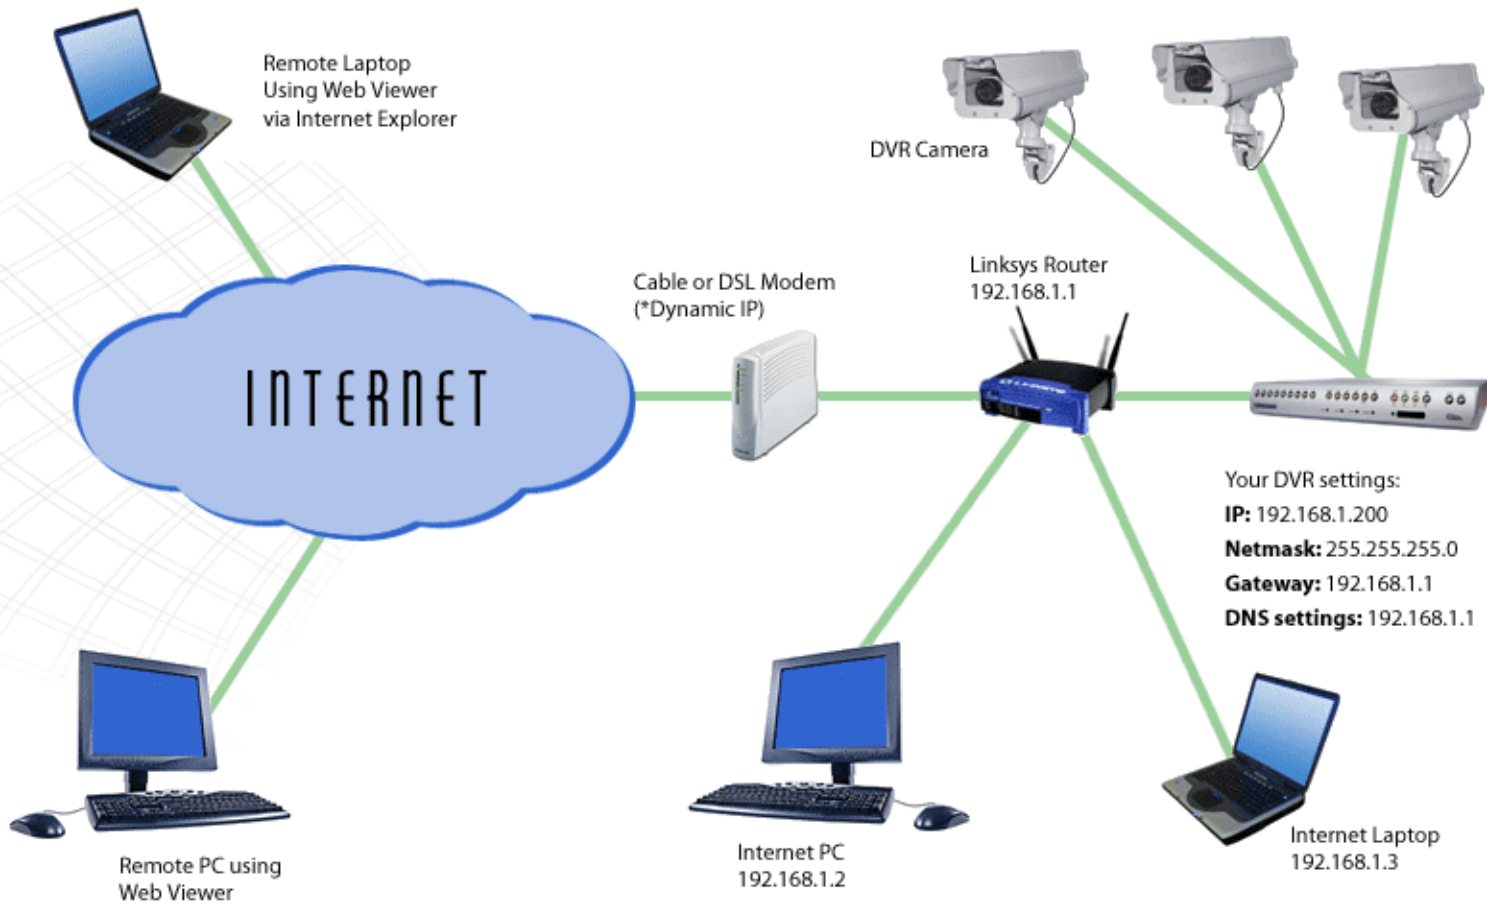 Remote Laptop
Using Web Viewer
via Internet Explorer
DVR Camera
Linksys Router
192.168.1.1
Cable or DSL Modem
(*Dynamic IP)
INTERNET
Your DVR settings:
IP: 192.168.1.200
Netmask: 255.255.255.0
Gateway: 192.168.1.1
DNS settings: 192.168.1.1
Remote PC using
Web Viewer
Internet PC
192.168.1.2
Internet Laptop
192.168.1.3